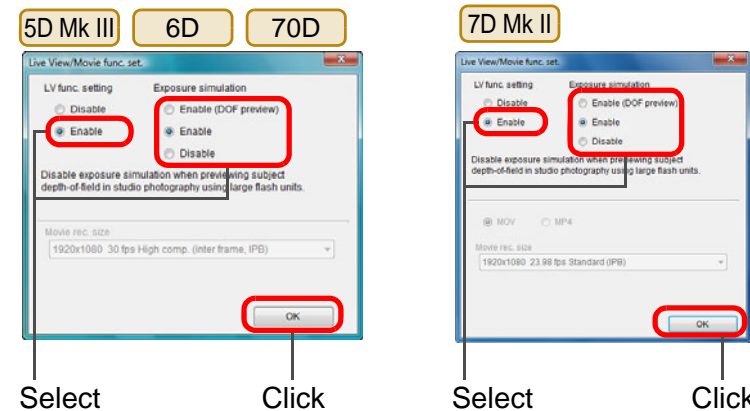 5D Mk III 6D 70D
Live View/Movie func. set.
LV func. setting Exposure simulation
Disable Enable (DOF preview)
Enable Enable
Disable
Disable exposure simulation when previewing subject
depth-of-field in studio photography using large flash units.
Movie rec. size
1920x1080 30 fps High comp. (inter frame, IPB)
OK
Select Click
7D Mk II
Live View/Movie func. set.
LV func. setting Exposure simulation
Disable Enable (DOF preview)
Enable Enable
Disable
Disable exposure simulation when previewing subject
depth-of-field in studio photography using large flash units.
MOV MP4
Movie rec. size
1920x1080 23.98 fps Standard (IPB)
OK
Select Click